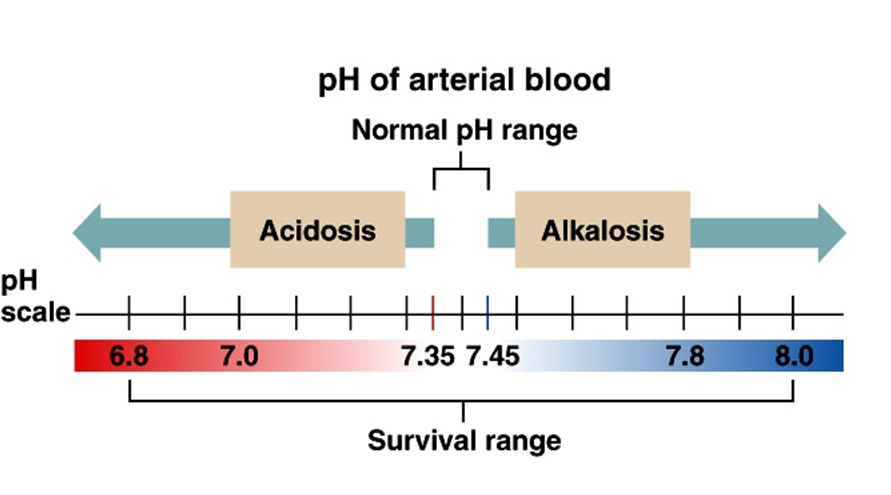 pH of arterial blood
Normal pH range
Acidosis
Alkalosis
pH
scale
6.8 7.0 7.35 7.45 7.8 8.0
Survival range